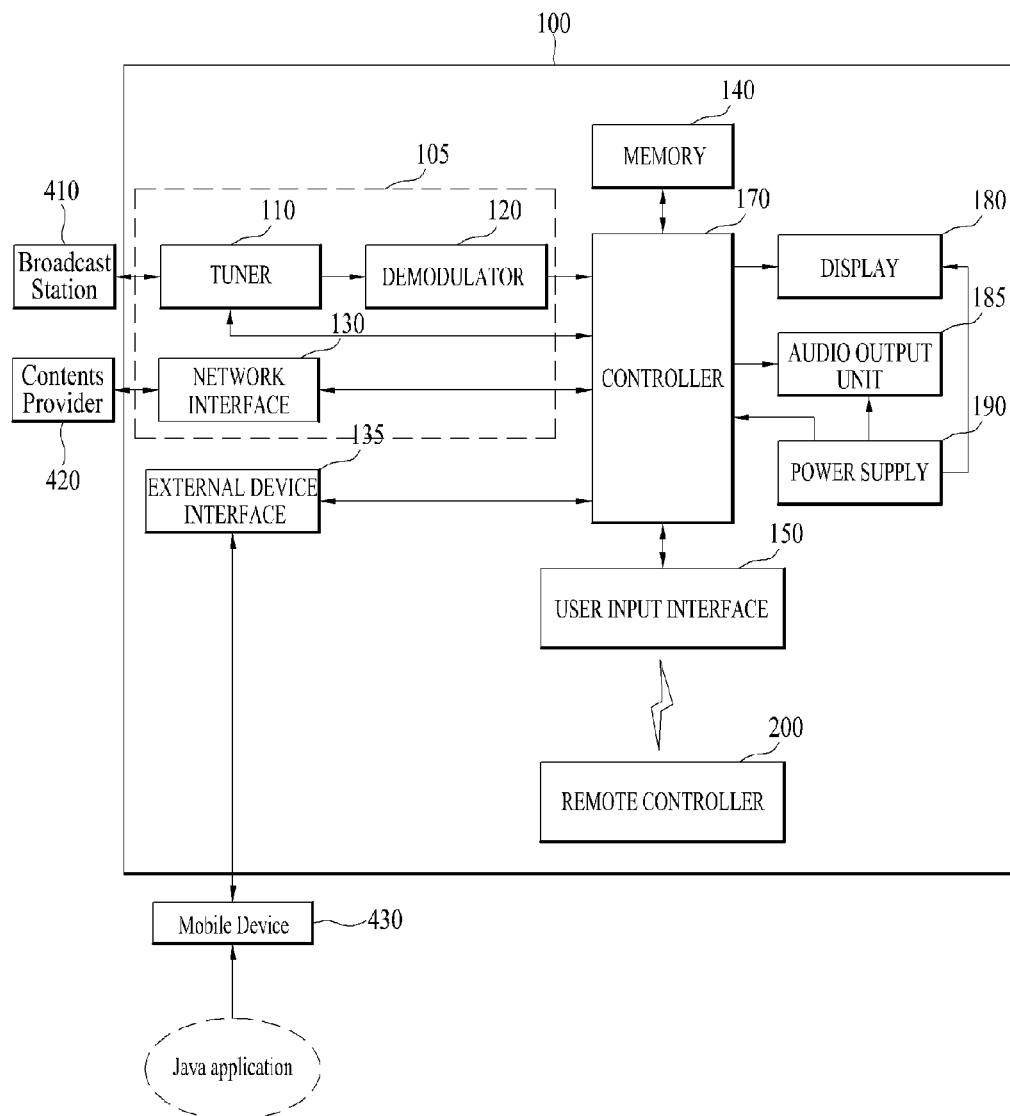 100
140
MEMORY
105
410
110
120
170
180
Broadcast
Station
TUNER
DEMODULATOR
DISPLAY
130
185
Contents
Provider
NETWORK
INTERFACE
CONTROLLER
AUDIO OUTPUT
UNIT
420
135
190
EXTERNAL DEVICE
INTERFACE
POWER SUPPLY
150
USER INPUT INTERFACE
200
REMOTE CONTROLLER
Mobile Device
430
Java application